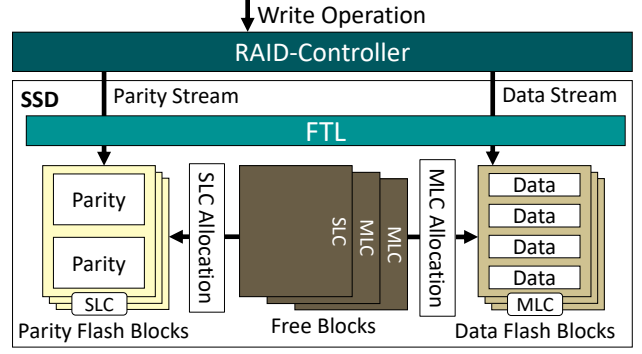 Write Operation
RAID-Controller
SSD
Parity Stream
Data Stream
FTL
Parity
Parity
SLC
Parity Flash Blocks
SLC Allocation
SLC
MLC
MLC
Free Blocks
MLC Allocation
Data
Data
Data
Data
MLC
Data Flash Blocks